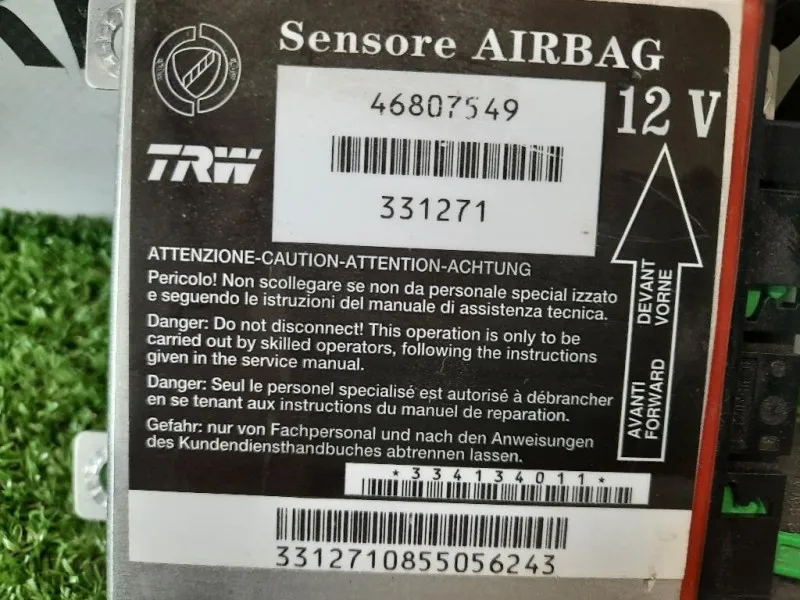 Sensore AIRBAG
46807549
12 V
TRW
331271
ATTENZIONE-CAUTION-ATTENTION-ACHTUNG
Pericolo! Non scollegare se non da personale special izzato
e seguendo le istruzioni del manuale di assistenza tecnica.
Danger: Do not disconnect! This operation is only to be
carried out by skilled operators, following the instructions
given in the service manual.
Danger: Seul le personel spécialisé est autorisé à débrancher
en se tenant aux instructions du manuel de reparation.
Gefahr: nur von Fachpersonal und nach den Anweisungen
des Kundendiensthandbuches abtrennen lassen.
AVANTI DEVANT
FORWARD VORNE
*334134011*
3312710855056243